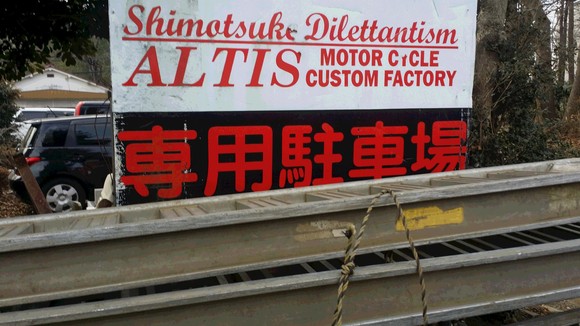 Shimotsuke Dilettantism
ALTIS MOTOR CYCLE
CUSTOM FACTORY
専用駐車場